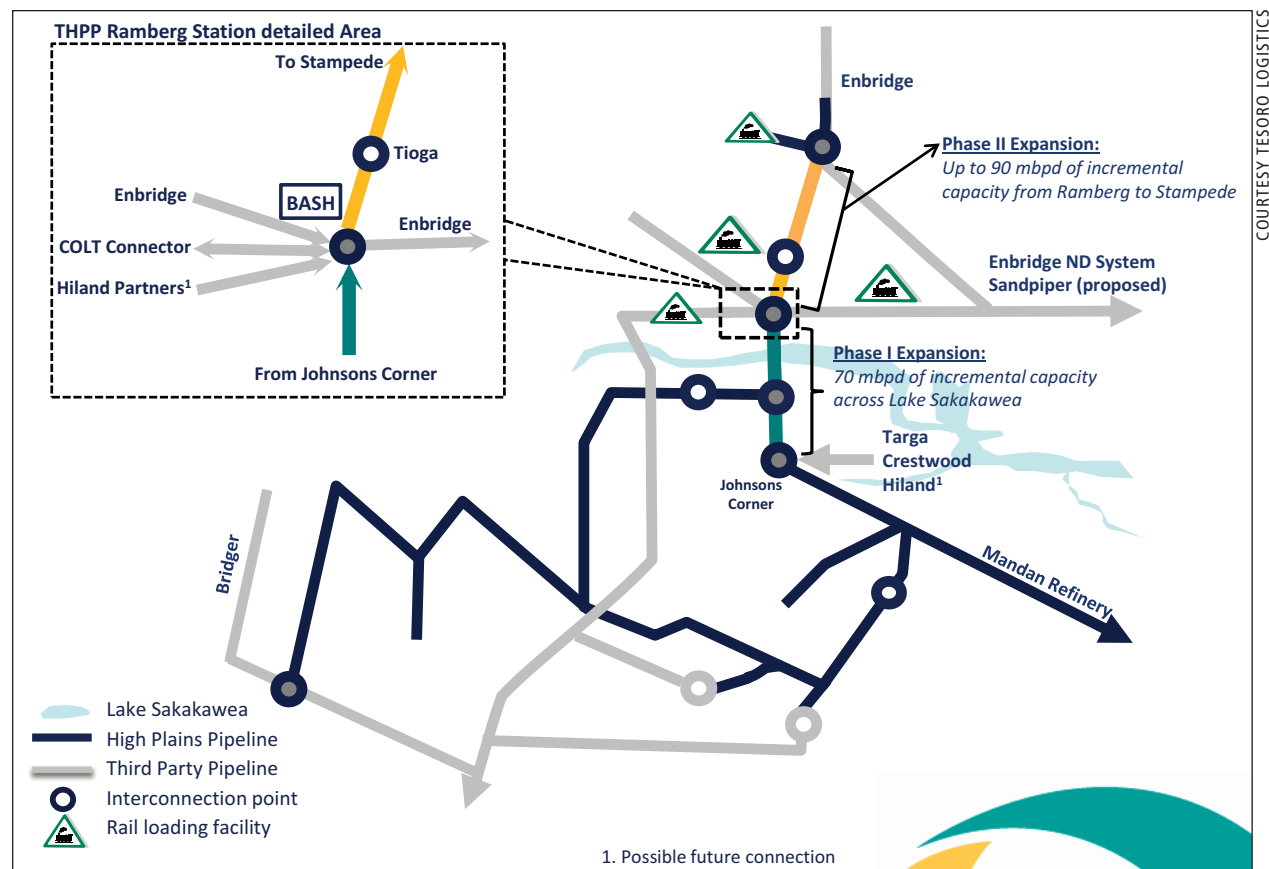 THPP Ramberg Station detailed Area
To Stampede
Tioga
Enbridge
BASH
Enbridge
COLT Connector
Hiland Partners1
From Johnsons Corner
Enbridge
Phase II Expansion:
Up to 90 mbpd of incremental
capacity from Ramberg to Stampede
Enbridge ND System
Sandpiper (proposed)
Phase I Expansion:
70 mbpd of incremental capacity
across Lake Sakakawea
Targa
Crestwood
Hiland1
Johnsons
Corner
Mandan Refinery
Bridger
Lake Sakakawea
High Plains Pipeline
Third Party Pipeline
Interconnection point
Rail loading facility
1. Possible future connection
COURTESY TESORO LOGISTICS